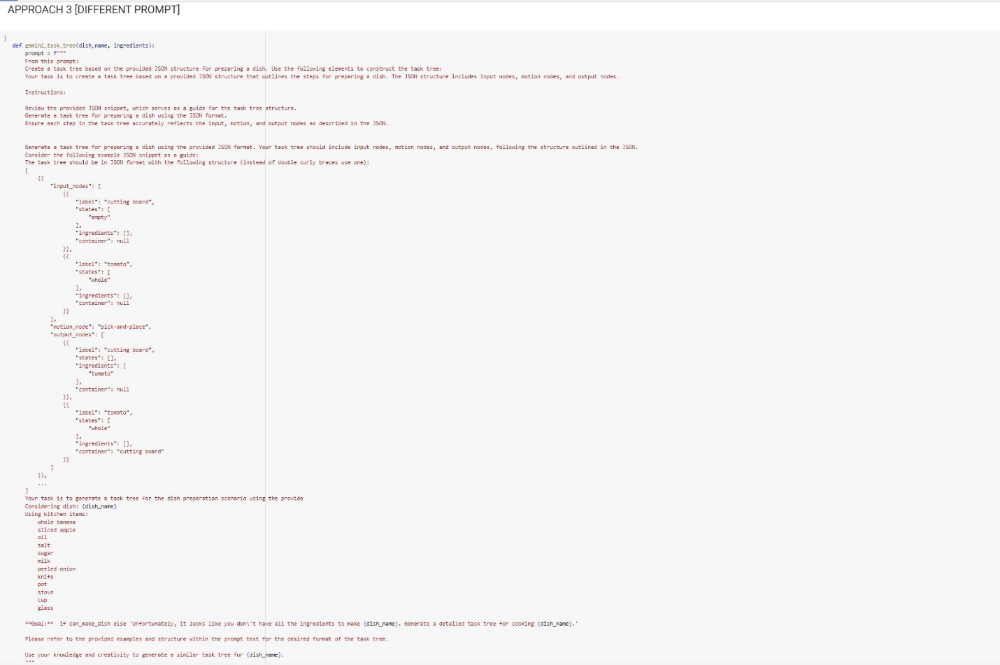 APPROACH 3 [DIFFERENT PROMPT]
]
def gemini_task_tree(dish_name, ingredients):
prompt = f"""
From this prompt:
Create a task tree based on the provided JSON structure for preparing a dish. Use the following elements to construct the task tree:
Your task is to create a task tree based on a provided JSON structure that outlines the steps for preparing a dish. The JSON structure includes input nodes, motion nodes, and output nodes.
Instructions:
Review the provided JSON snippet, which serves as a guide for the task tree structure.
Generate a task tree for preparing a dish using the JSON format.
Ensure each step in the task tree accurately reflects the input, motion, and output nodes as described in the JSON.
Generate a task tree for preparing a dish using the provided JSON format. Your task tree should include input nodes, motion nodes, and output nodes, following the structure outlined in the JSON.
Consider the following example JSON snippet as a guide:
The task tree should be in JSON format with the following structure (instead of double curly braces use one):
[
{{
"input_nodes": [
{{
"label": "cutting board",
"states": [
"empty"
],
"ingredients": [],
"container": null
}},
{{
"label": "tomato",
"states": [
"whole"
],
"ingredients": [],
"container": null
}}
],
"motion_node": "pick-and-place",
"output_nodes": [
{{
"label": "cutting board",
"states": [],
"ingredients": [
"tomato"
],
"container": null
}},
{{
"label": "tomato",
"states": [
"whole"
],
"ingredients": [],
"container": "cutting board"
}}
]
}},
...
]
Your task is to generate a task tree for the dish preparation scenario using the provide
Considering dish: {dish_name}
Using kitchen items:
whole banana
sliced apple
oil
salt
sugar
milk
peeled onion
knife
pot
stove
cup
glass
**Goal:** if can_make_dish else 'Unfortunately, it looks like you don\'t have all the ingredients to make {dish_name}. Generate a detailed task tree for cooking {dish_name}.'
Please refer to the provided examples and structure within the prompt text for the desired format of the task tree.
Use your knowledge and creativity to generate a similar task tree for {dish_name}.
"""